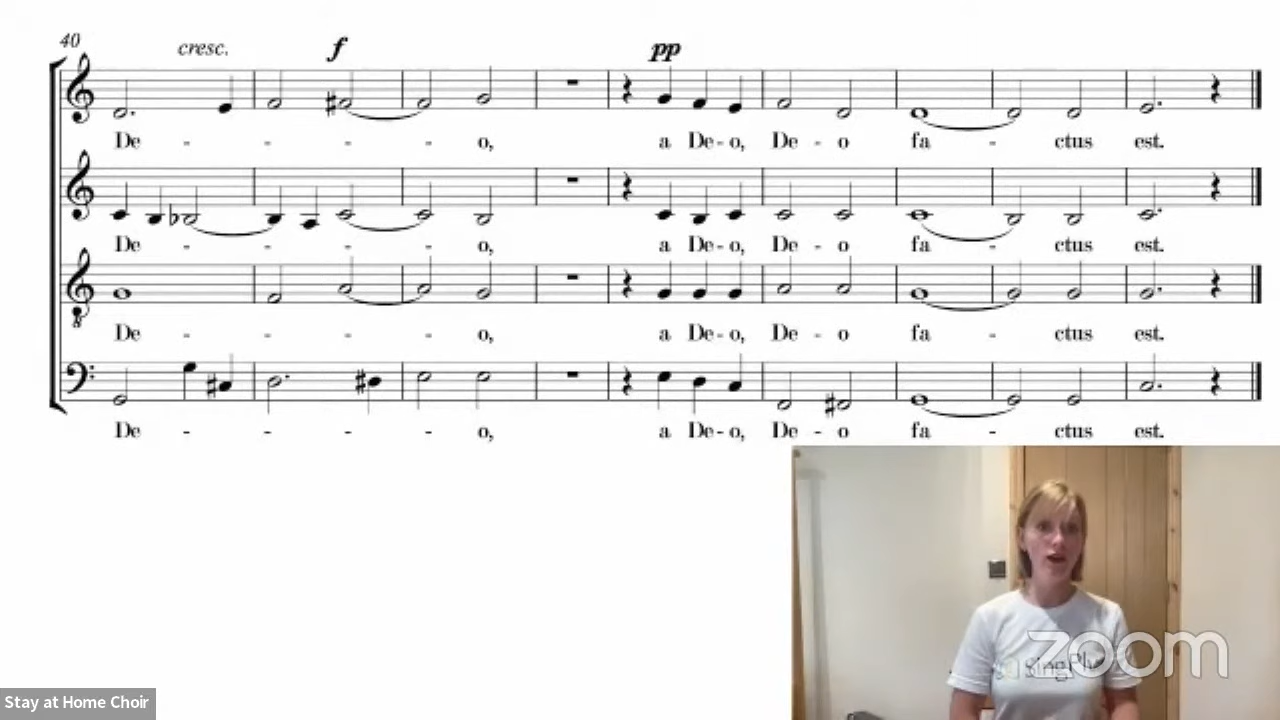 40 cresc. f pp
De - - - - o, a De - o, De - o fa - ctus est.
De - - - - o, a De - o, De - o fa - ctus est.
8
De - - - - o, a De - o, De - o fa - ctus est.
De - - - - o, a De - o, De - o fa - ctus est.
zoom
Stay at Home Choir